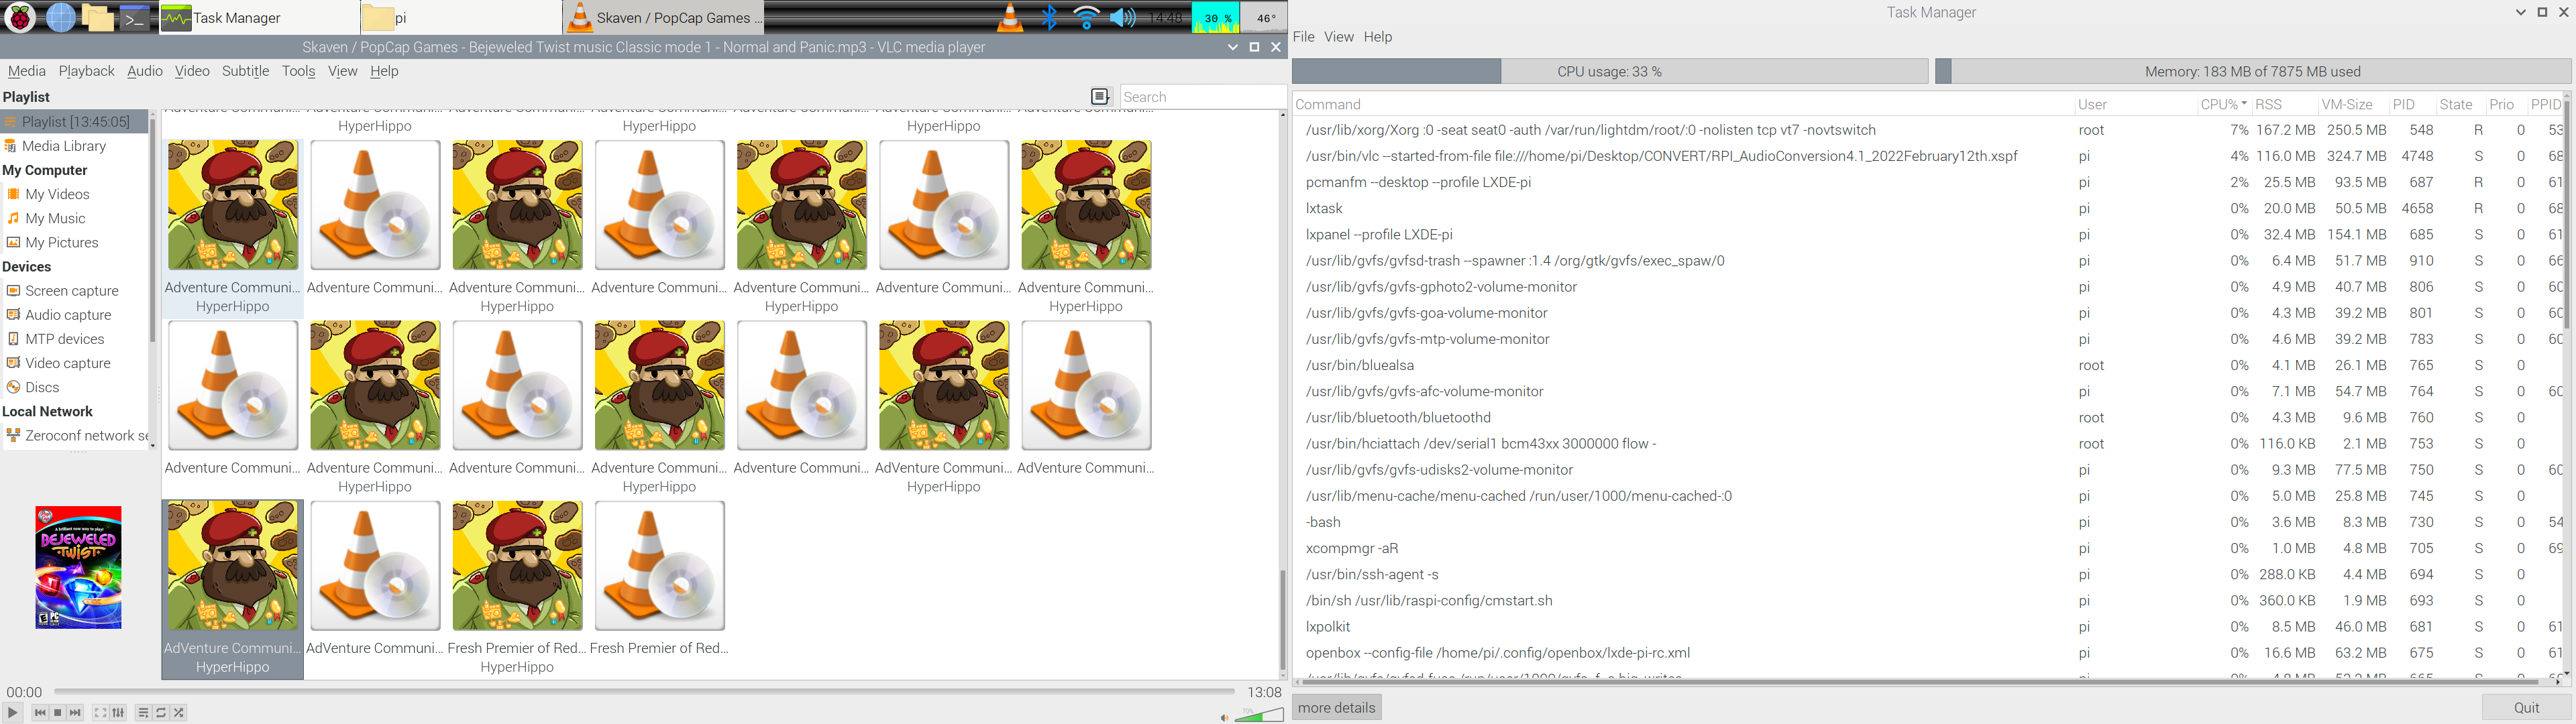 Task Manager
pi
Skaven / PopCap Games ...
14:48
30 %
46°
Skaven / PopCap Games - Bejeweled Twist music Classic mode 1 - Normal and Panic.mp3 - VLC media player
Media Playback Audio Video Subtitle Tools View Help
Playlist
Search
Playlist [13:45:05]
Media Library
My Computer
My Videos
My Music
My Pictures
Devices
Screen capture
Audio capture
MTP devices
Video capture
Discs
Local Network
Zeroconf network se
A brilliant new way to play!
BEJEWELED
TWIST
PC
HyperHippo HyperHippo HyperHippo HyperHippo
Adventure Communi... Adventure Communi... Adventure Communi... Adventure Communi... Adventure Communi... Adventure Communi... Adventure Communi...
HyperHippo HyperHippo HyperHippo HyperHippo
Adventure Communi... Adventure Communi... Adventure Communi... Adventure Communi... Adventure Communi... AdVenture Communi... AdVenture Communi...
HyperHippo HyperHippo HyperHippo
AdVenture Communi... AdVenture Communi... Fresh Premier of Red... Fresh Premier of Red...
HyperHippo HyperHippo
00:00 13:08
70%
Task Manager
File View Help
CPU usage: 33 % Memory: 183 MB of 7875 MB used
Command User CPU% RSS VM-Size PID State Prio PPID
/usr/lib/xorg/Xorg :0 -seat seat0 -auth /var/run/lightdm/root/:0 -nolisten tcp vt7 -novtswitch root 7% 167.2 MB 250.5 MB 548 R 0 53
/usr/bin/vlc --started-from-file file:///home/pi/Desktop/CONVERT/RPI_AudioConversion4.1_2022February12th.xspf pi 4% 116.0 MB 324.7 MB 4748 S 0 68
pcmanfm --desktop --profile LXDE-pi pi 2% 25.5 MB 93.5 MB 687 R 0 61
lxtask pi 0% 20.0 MB 50.5 MB 4658 R 0 68
lxpanel --profile LXDE-pi pi 0% 32.4 MB 154.1 MB 685 S 0 61
/usr/lib/gvfs/gvfsd-trash --spawner :1.4 /org/gtk/gvfs/exec_spaw/0 pi 0% 6.4 MB 51.7 MB 910 S 0 66
/usr/lib/gvfs/gvfs-gphoto2-volume-monitor pi 0% 4.9 MB 40.7 MB 806 S 0 60
/usr/lib/gvfs/gvfs-goa-volume-monitor pi 0% 4.3 MB 39.2 MB 801 S 0 60
/usr/lib/gvfs/gvfs-mtp-volume-monitor pi 0% 4.6 MB 39.2 MB 783 S 0 60
/usr/bin/bluealsa root 0% 4.1 MB 26.1 MB 765 S 0
/usr/lib/gvfs/gvfs-afc-volume-monitor pi 0% 7.1 MB 54.7 MB 764 S 0 60
/usr/lib/bluetooth/bluetoothd root 0% 4.3 MB 9.6 MB 760 S 0
/usr/bin/hciattach /dev/serial1 bcm43xx 3000000 flow - root 0% 116.0 KB 2.1 MB 753 S 0
/usr/lib/gvfs/gvfs-udisks2-volume-monitor pi 0% 9.3 MB 77.5 MB 750 S 0 60
/usr/lib/menu-cache/menu-cached /run/user/1000/menu-cached-:0 pi 0% 5.0 MB 25.8 MB 745 S 0
-bash pi 0% 3.6 MB 8.3 MB 730 S 0 54
xcompmgr -aR pi 0% 1.0 MB 4.8 MB 705 S 0 69
/usr/bin/ssh-agent -s pi 0% 288.0 KB 4.4 MB 694 S 0
/bin/sh /usr/lib/raspi-config/cmstart.sh pi 0% 360.0 KB 1.9 MB 693 S 0
lxpolkit pi 0% 8.5 MB 46.0 MB 681 S 0 61
openbox --config-file /home/pi/.config/openbox/lxde-pi-rc.xml pi 0% 16.6 MB 63.2 MB 675 S 0 61
more details Quit